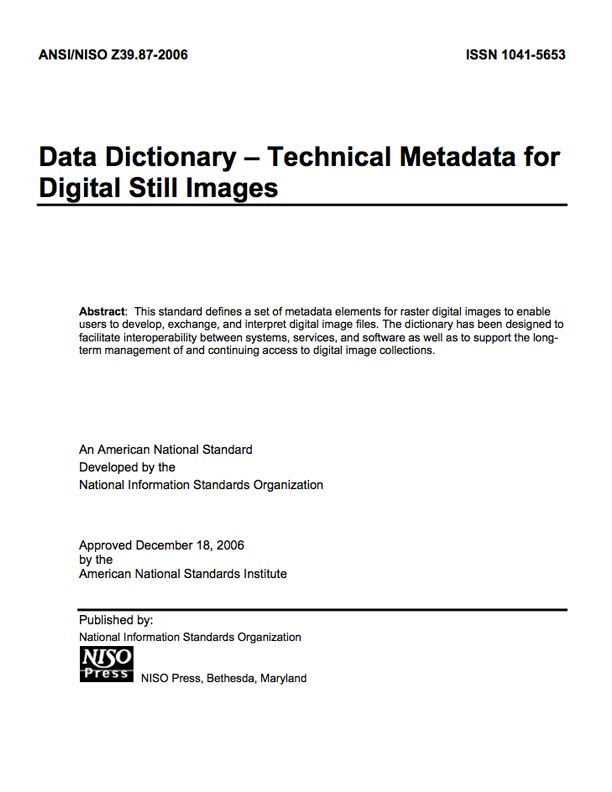 ANSI/NISO Z39.87-2006 ISSN 1041-5653
Data Dictionary – Technical Metadata for
Digital Still Images
Abstract: This standard defines a set of metadata elements for raster digital images to enable
users to develop, exchange, and interpret digital image files. The dictionary has been designed to
facilitate interoperability between systems, services, and software as well as to support the long-
term management of and continuing access to digital image collections.
An American National Standard
Developed by the
National Information Standards Organization
Approved December 18, 2006
by the
American National Standards Institute
Published by:
National Information Standards Organization
NISO
Press
NISO Press, Bethesda, Maryland